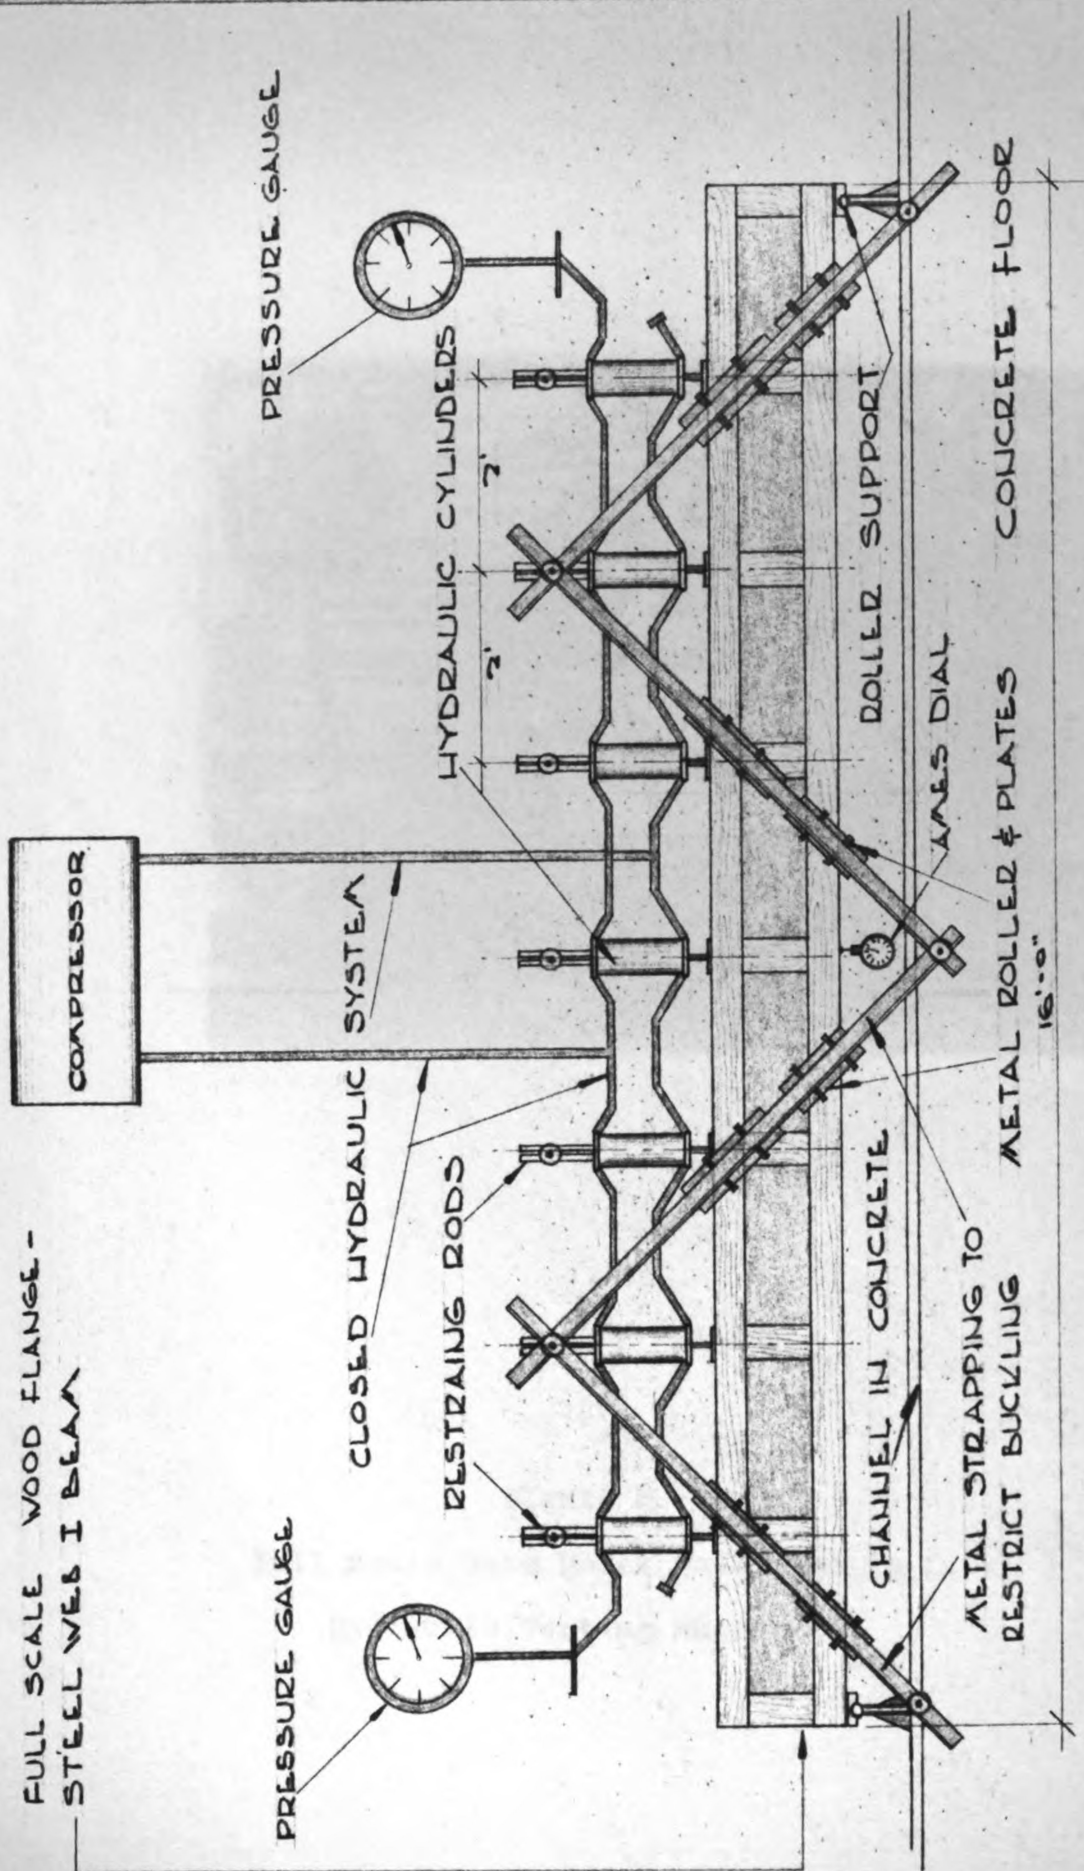 FULL SCALE WOOD FLANGE -
STEEL WEB I BEAM
COMPRESSOR
PRESSURE GAUGE
PRESSURE GAUGE
CLOSED HYDRAULIC SYSTEM
HYDRAULIC CYLINDERS
RESTRAINING RODS
2'
2'
CHANNEL IN CONCRETE
ROLLER SUPPORT
METAL STRAPPING TO
RESTRICT BUCKLING
AMES DIAL
METAL ROLLER & PLATES
CONCRETE FLOOR
16'-0"